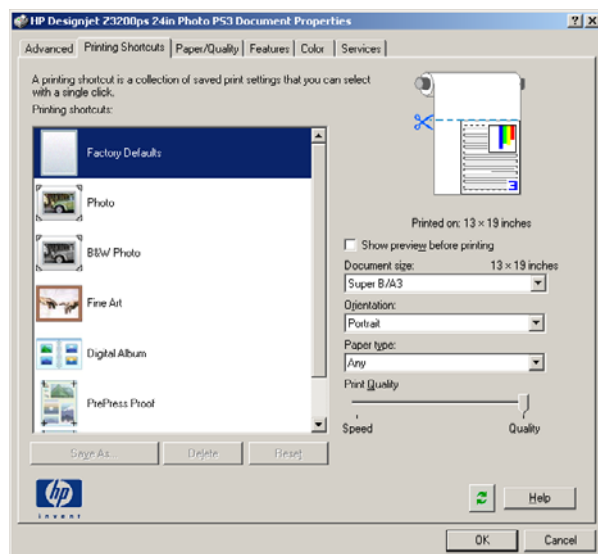 HP Designjet Z3200ps 24in Photo PS3 Document Properties
Advanced Printing Shortcuts Paper/Quality Features Color Services
A printing shortcut is a collection of saved print settings that you can select
with a single click.
Printing shortcuts:
Factory Defaults
Photo
B&W Photo
Fine Art
Digital Album
PrePress Proof
Save As... Delete Reset
3
Printed on: 13 × 19 inches
Show preview before printing
Document size: 13 × 19 inches
Super B/A3
Orientation:
Portrait
Paper type:
Any
Print Quality
Speed Quality
hp
invent
Help
OK Cancel